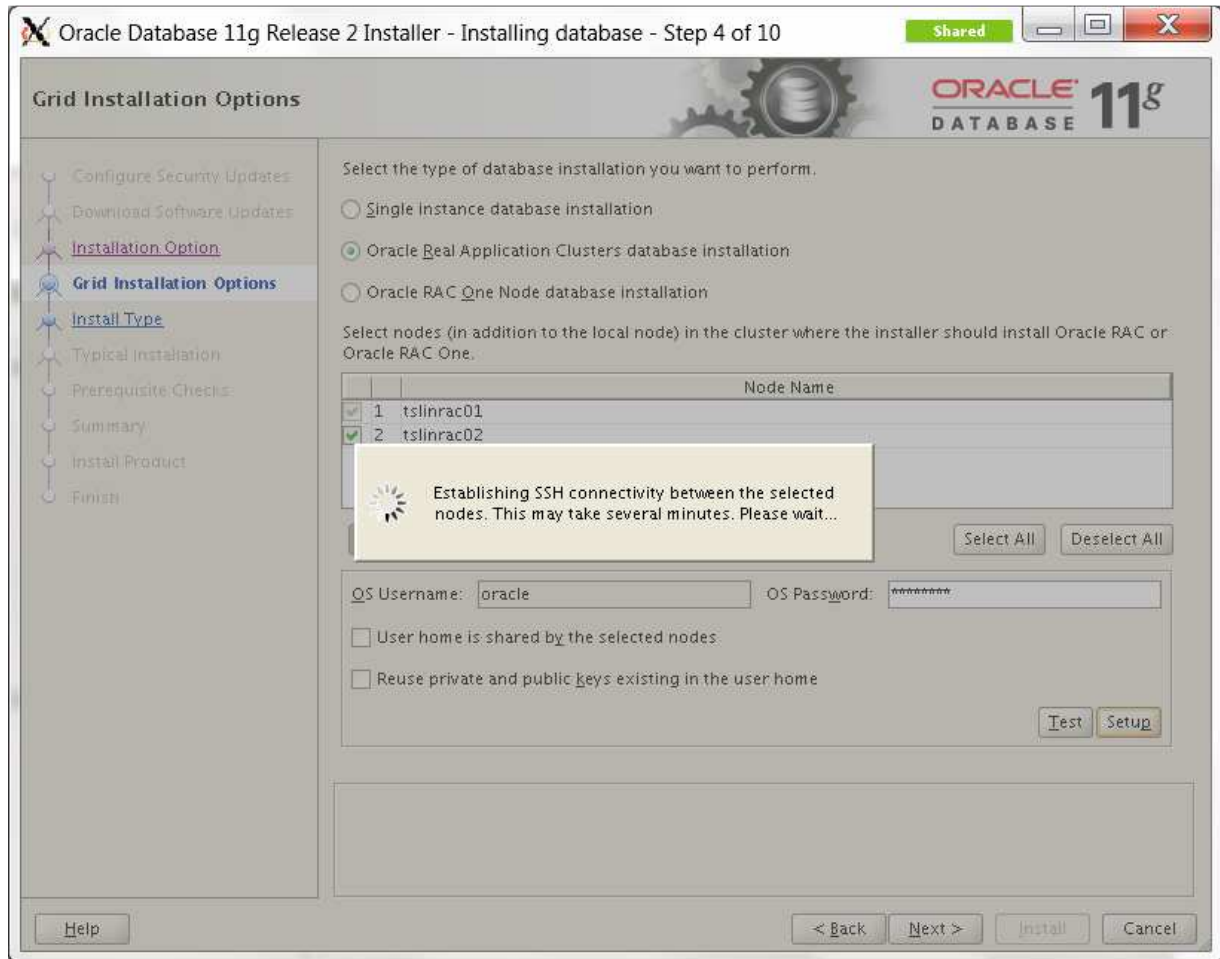 Oracle Database 11g Release 2 Installer - Installing database - Step 4 of 10
Shared
Grid Installation Options
ORACLE
DATABASE
11g
Configure Security Updates
Download Software Updates
Installation Option
Grid Installation Options
Install Type
Typical Installation
Prerequisite Checks
Summary
Install Product
Finish
Select the type of database installation you want to perform.
Single instance database installation
Oracle Real Application Clusters database installation
Oracle RAC One Node database installation
Select nodes (in addition to the local node) in the cluster where the installer should install Oracle RAC or
Oracle RAC One.
Node Name
1 tslinrac01
2 tslinrac02
Establishing SSH connectivity between the selected
nodes. This may take several minutes. Please wait...
Select All Deselect All
OS Username: oracle OS Password: ********
User home is shared by the selected nodes
Reuse private and public keys existing in the user home
Test Setup
Help < Back Next > Install Cancel